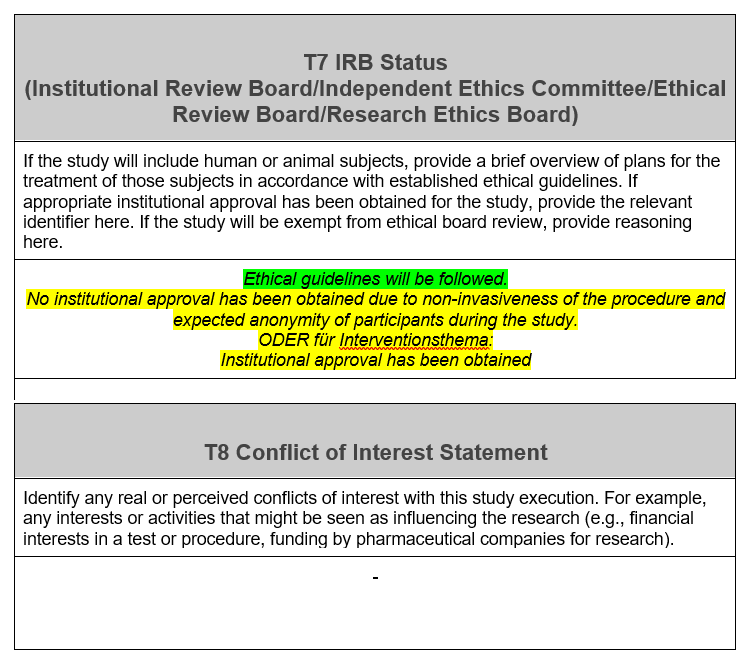 T7 IRB Status
(Institutional Review Board/Independent Ethics Committee/Ethical
Review Board/Research Ethics Board)
If the study will include human or animal subjects, provide a brief overview of plans for the
treatment of those subjects in accordance with established ethical guidelines. If
appropriate institutional approval has been obtained for the study, provide the relevant
identifier here. If the study will be exempt from ethical board review, provide reasoning
here.
Ethical guidelines will be followed.
No institutional approval has been obtained due to non-invasiveness of the procedure and
expected anonymity of participants during the study.
ODER für Interventionsthema:
Institutional approval has been obtained
T8 Conflict of Interest Statement
Identify any real or perceived conflicts of interest with this study execution. For example,
any interests or activities that might be seen as influencing the research (e.g., financial
interests in a test or procedure, funding by pharmaceutical companies for research).
-